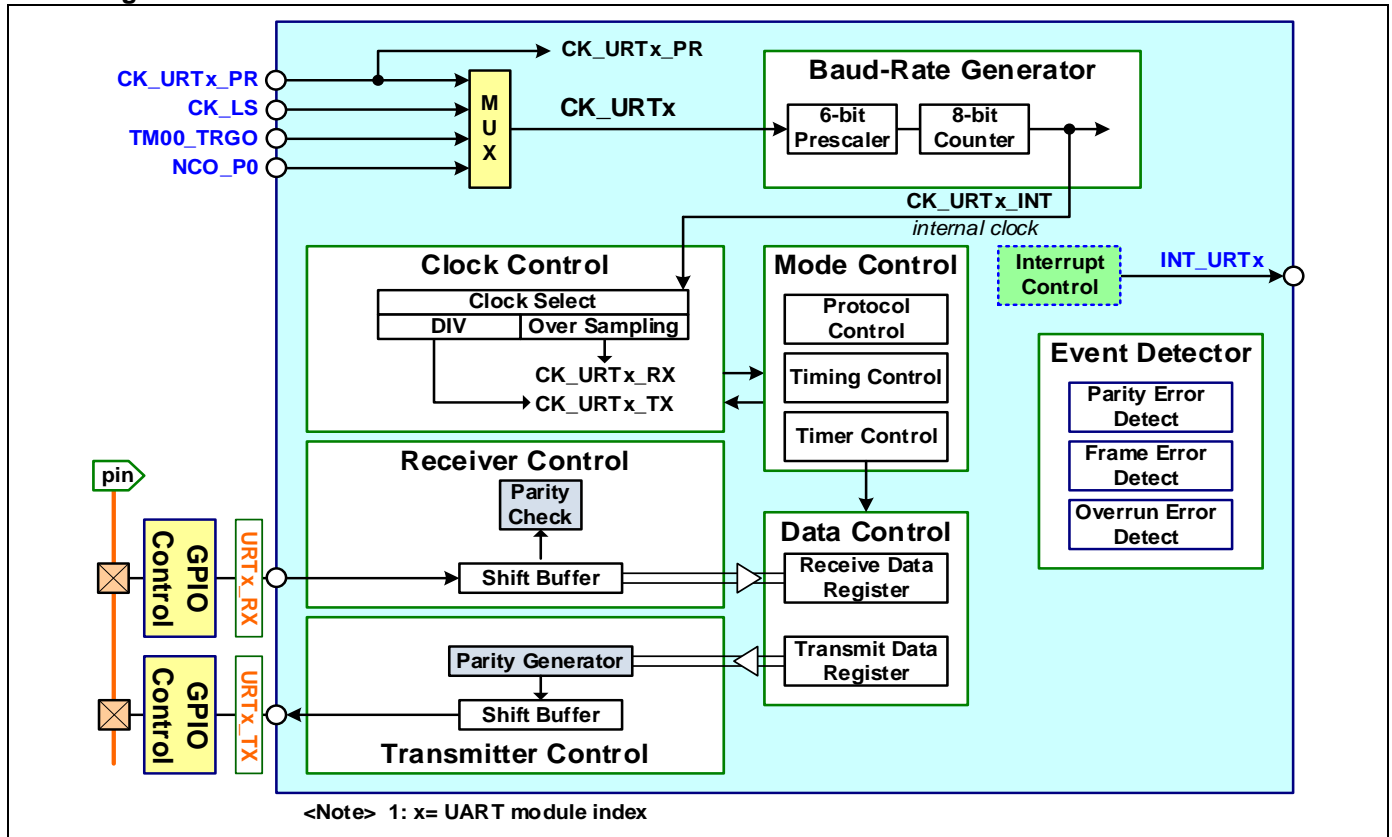 CK_URTx_PR
CK_LS
TM00_TRGO
NCO_P0
M
U
X
CK_URTx_PR
CK_URTx
Baud-Rate Generator
6-bit
Prescaler
8-bit
Counter
CK_URTx_INT
internal clock
Clock Control
Clock Select
DIV
Over Sampling
CK_URTx_RX
CK_URTx_TX
Mode Control
Protocol
Control
Timing Control
Timer Control
Interrupt
Control
INT_URTx
Event Detector
Parity Error
Detect
Frame Error
Detect
Overrun Error
Detect
pin
GPIO
Control
URTx_RX
Receiver Control
Parity
Check
Shift Buffer
Data Control
Receive Data
Register
Transmit Data
Register
GPIO
Control
URTx_TX
Parity Generator
Shift Buffer
Transmitter Control
<Note> 1: x= UART module index